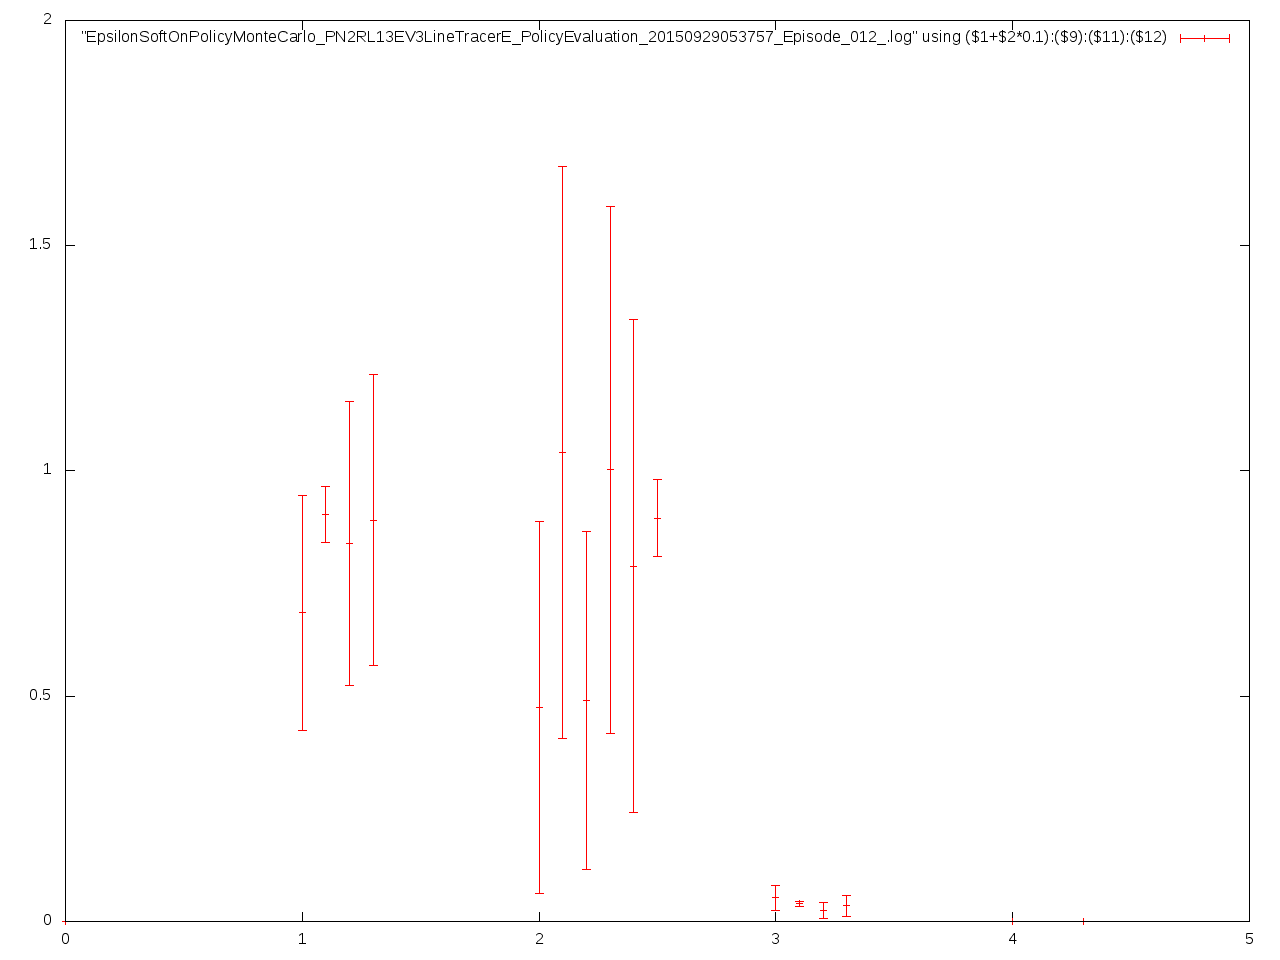 2
"EpsilonSoftOnPolicyMonteCarlo_PN2RL13EV3LineTracerE_PolicyEvaluation_20150929053757_Episode_012_.log" using ($1+$2*0.1):($9):($11):($12)
1.5
1
0.5
0
0 1 2 3 4 5